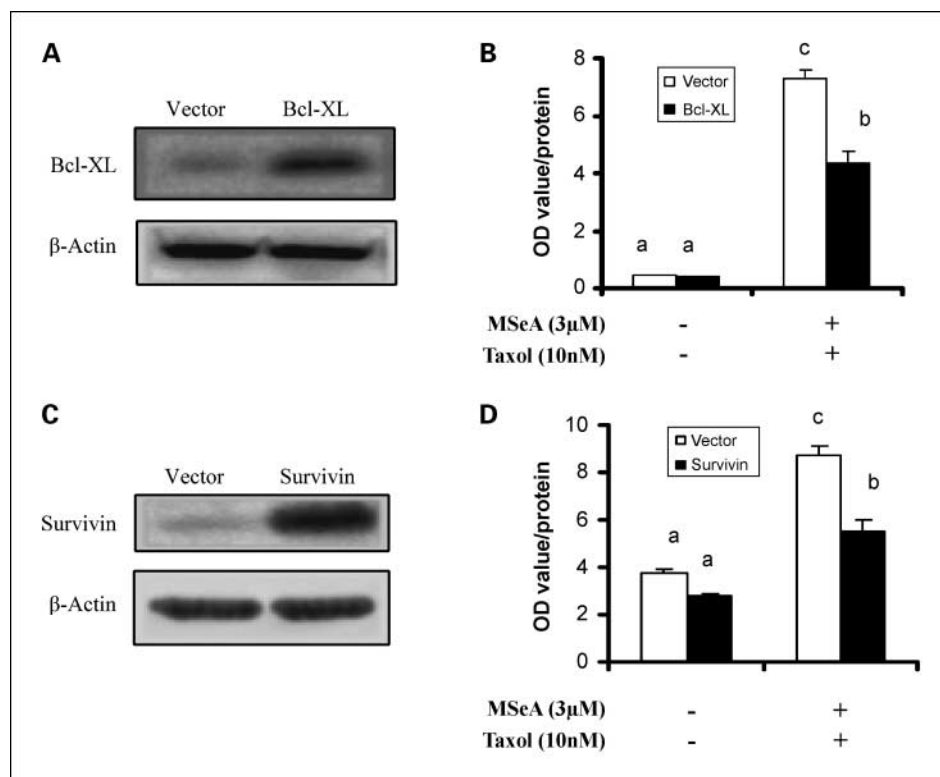 A
Vector Bcl-XL
Bcl-XL
β-Actin
B
8
6
4
2
0
OD value/protein
Vector
Bcl-XL
a a c b
MSeA (3μM) - +
Taxol (10nM) - +
C
Vector Survivin
Survivin
β-Actin
D
10
8
6
4
2
0
OD value/protein
Vector
Survivin
a a c b
MSeA (3μM) - +
Taxol (10nM) - +